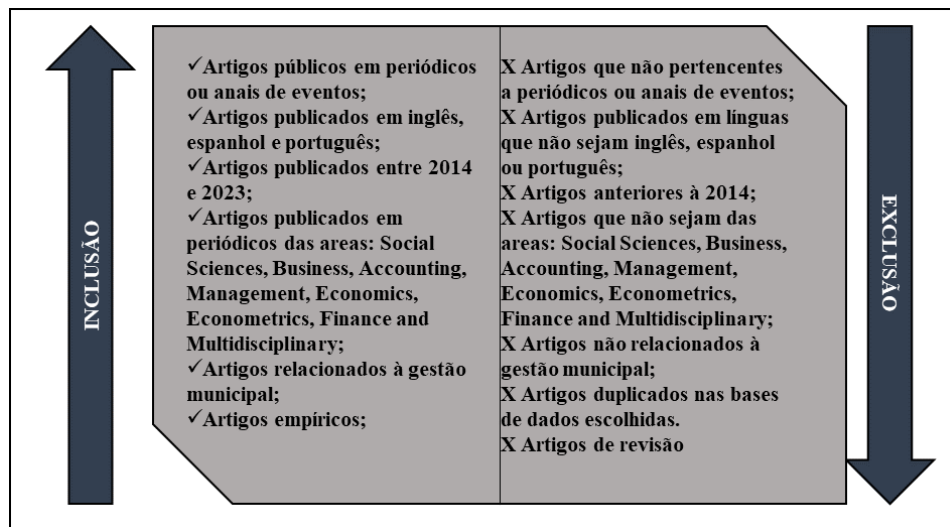 INCLUSÃO
✓Artigos públicos em periódicos
ou anais de eventos;
✓Artigos publicados em inglês,
espanhol e português;
✓Artigos publicados entre 2014
e 2023;
✓Artigos publicados em
periódicos das areas: Social
Sciences, Business, Accounting,
Management, Economics,
Econometrics, Finance and
Multidisciplinary;
✓Artigos relacionados à gestão
municipal;
✓Artigos empíricos;
X Artigos que não pertencentes
a periódicos ou anais de eventos;
X Artigos publicados em línguas
que não sejam inglês, espanhol
ou português;
X Artigos anteriores à 2014;
X Artigos que não sejam das
areas: Social Sciences, Business,
Accounting, Management,
Economics, Econometrics,
Finance and Multidisciplinary;
X Artigos não relacionados à
gestão municipal;
X Artigos duplicados nas bases
de dados escolhidas.
X Artigos de revisão
EXCLUSÃO